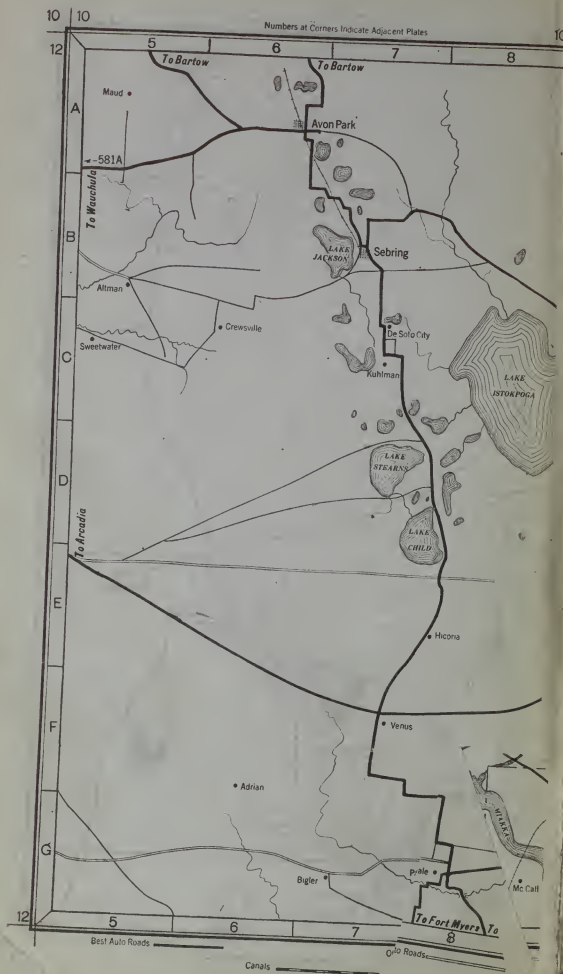 10 10
Numbers at Corners Indicate Adjacent Plates
10
12
5 6 7 8
To Bartow
To Bartow
Maud
A
Avon Park
-581A
To Wauchula
B
LAKE
JACKSON
Sebring
Altman
Crewsville
De Soto City
Sweetwater
C
Kuhlman
LAKE
ISTOKPOGA
LAKE
STEARNS
D
To Arcadia
LAKE
CHILD
E
Hicoria
F
Venus
Adrian
MIAKKA
G
Bigler
Mc Call
To Fort Myers To
12
5 6 7 8
Best Auto Roads
Roads
Canals